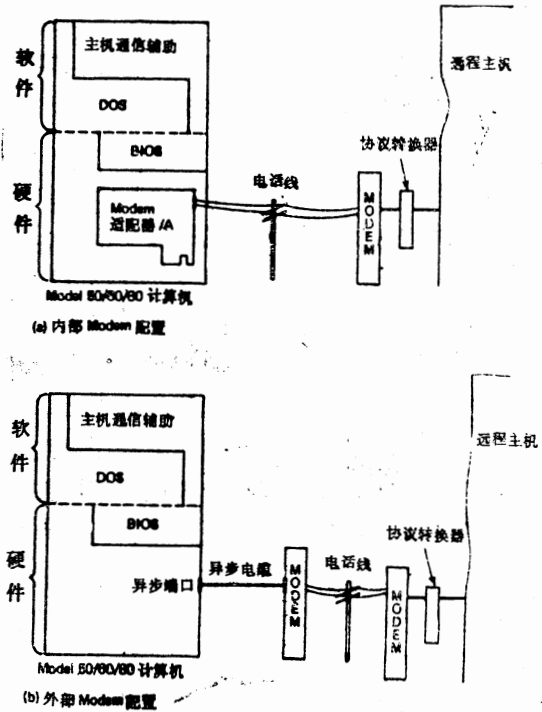 软件
主机通信辅助
DOS
远程主机
硬件
BIOS
协议转换器
电话线
Modem
适配器/A
MODEM
Model 50/60/80 计算机
(a) 内部 Modem 配置
软件
主机通信辅助
DOS
远程主机
硬件
BIOS
协议转换器
异步端口
异步电缆
MODEM
电话线
MODEM
Model 50/60/80 计算机
(b) 外部 Modem 配置